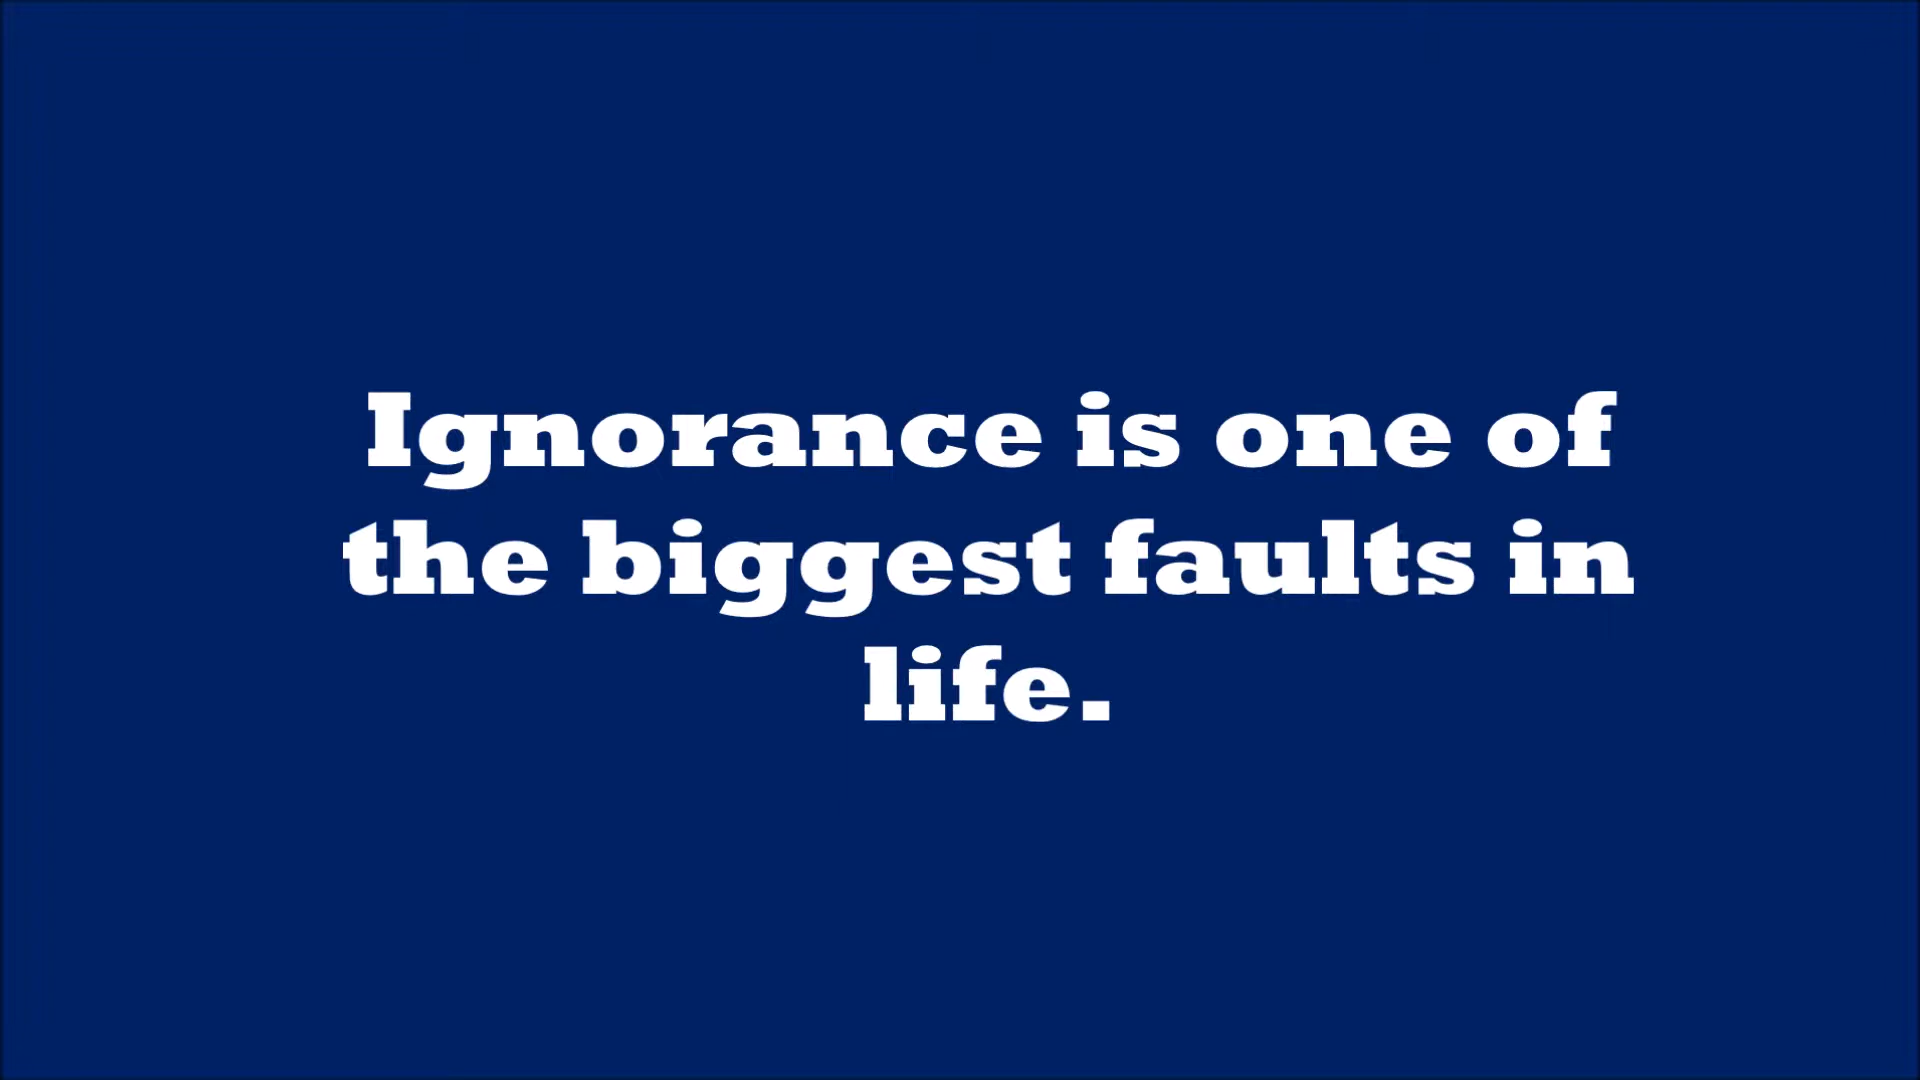 Ignorance is one of
the biggest faults in
life.